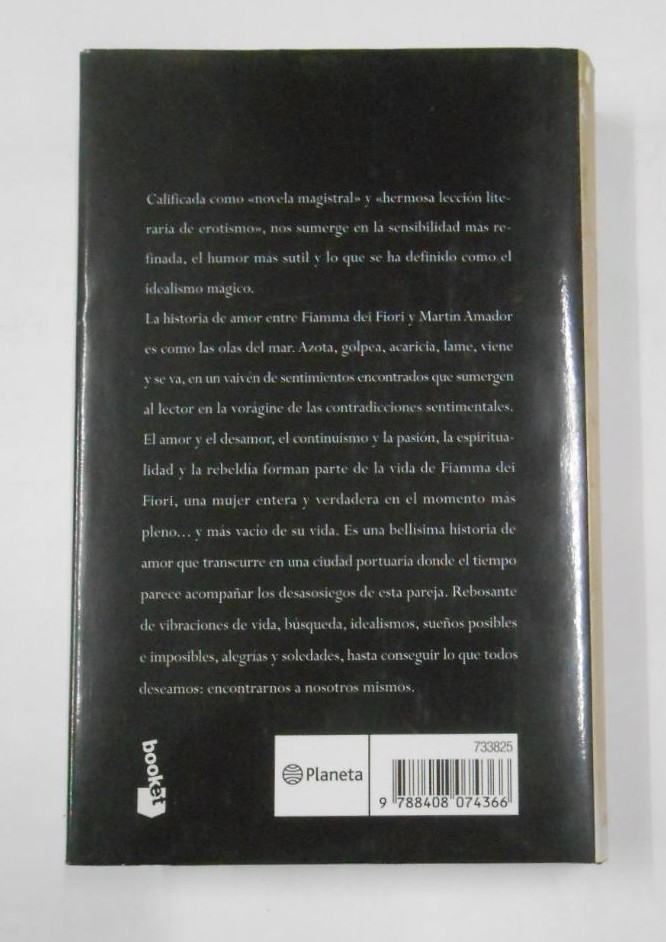 Calificada como «novela magistral» y «hermosa lección lite-
raria de erotismo», nos sumerge en la sensibilidad más re-
finada, el humor más sutil y lo que se ha definido como el
idealismo mágico.
La historia de amor entre Fiamma dei Fiori y Martín Amador
es como las olas del mar. Azota, golpea, acaricia, lame, viene
y se va, en un vaivén de sentimientos encontrados que sumergen
al lector en la vorágine de las contradicciones sentimentales.
El amor y el desamor, el continuismo y la pasión, la espiritua-
lidad y la rebeldía forman parte de la vida de Fiamma dei
Fiori, una mujer entera y verdadera en el momento más
pleno... y más vacío de su vida. Es una bellísima historia de
amor que transcurre en una ciudad portuaria donde el tiempo
parece acompañar los desasosiegos de esta pareja. Rebosante
de vibraciones de vida, búsqueda, idealismos, sueños posibles
e imposibles, alegrías y soledades, hasta conseguir lo que todos
deseamos: encontrarnos a nosotros mismos.
booket
Planeta
733825
9 788408 074366